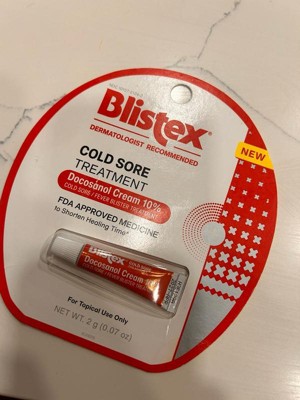 Blistex®
DERMATOLOGIST RECOMMENDED
NEW
COLD SORE
TREATMENT
Docosanol Cream 10%
COLD SORE / FEVER BLISTER TREATMENT
FDA APPROVED MEDICINE
to Shorten Healing Time*
Blistex
Docosanol Cream
For Topical Use Only
NET WT. 2 g (0.07 oz)